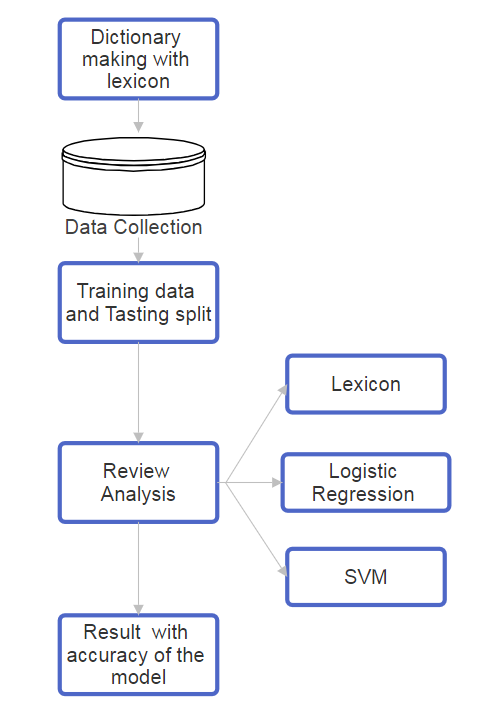 Dictionary
making with
lexicon
Data Collection
Training data
and Tasting split
Review
Analysis
Lexicon
Logistic
Regression
SVM
Result with
accuracy of the
model